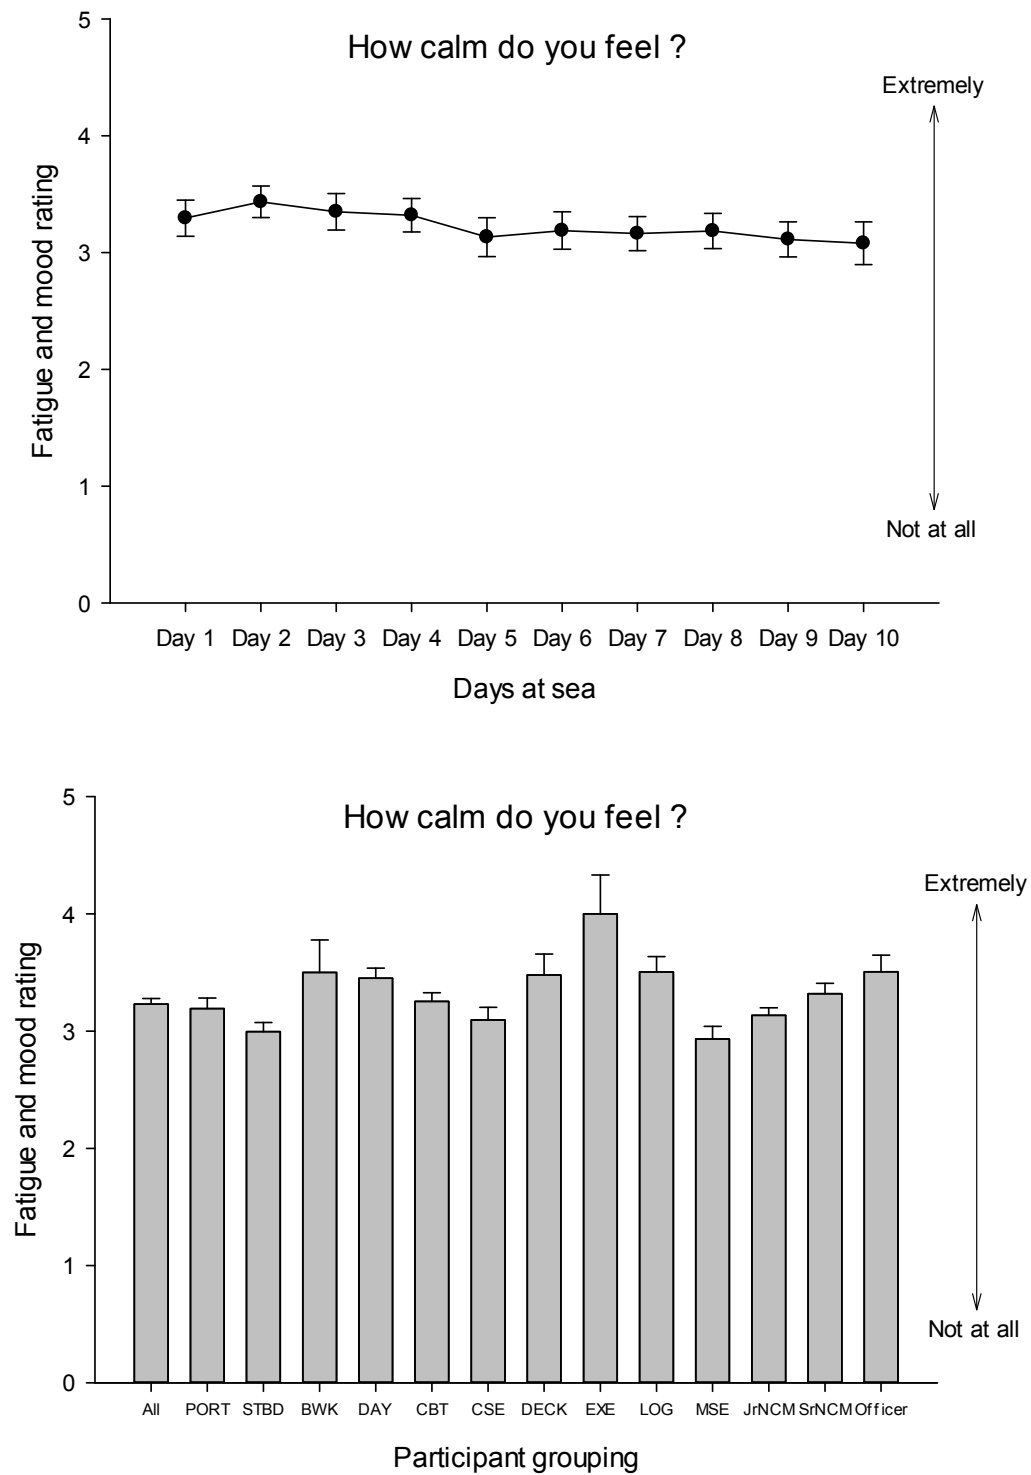 How calm do you feel ?
Extremely
Not at all
5
4
3
2
1
0
Fatigue and mood rating
Day 1 Day 2 Day 3 Day 4 Day 5 Day 6 Day 7 Day 8 Day 9 Day 10
Days at sea
How calm do you feel ?
Extremely
Not at all
5
4
3
2
1
0
Fatigue and mood rating
All PORT STBD BWK DAY CBT CSE DECK EXE LOG MSE JrNCM SrNCM Officer
Participant grouping